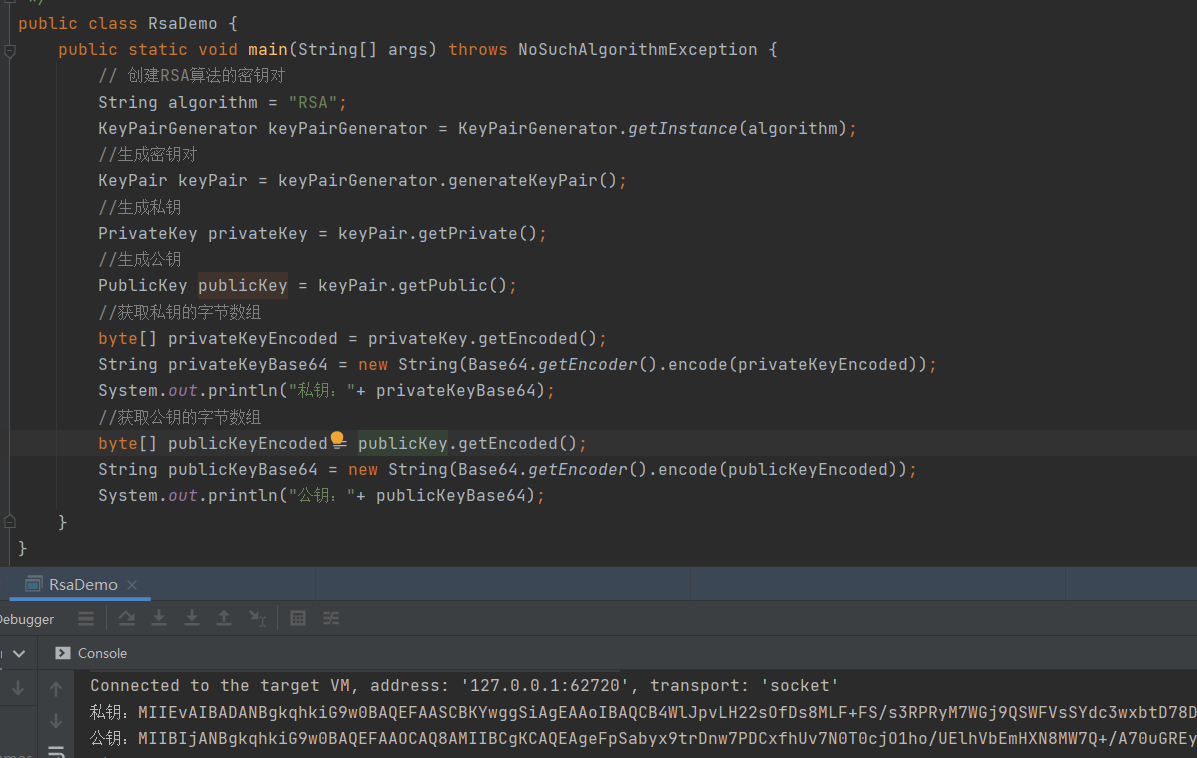 */
public class RsaDemo {
public static void main(String[] args) throws NoSuchAlgorithmException {
// 创建RSA算法的密钥对
String algorithm = "RSA";
KeyPairGenerator keyPairGenerator = KeyPairGenerator.getInstance(algorithm);
//生成密钥对
KeyPair keyPair = keyPairGenerator.generateKeyPair();
//生成私钥
PrivateKey privateKey = keyPair.getPrivate();
//生成公钥
PublicKey publicKey = keyPair.getPublic();
//获取私钥的字节数组
byte[] privateKeyEncoded = privateKey.getEncoded();
String privateKeyBase64 = new String(Base64.getEncoder().encode(privateKeyEncoded));
System.out.println("私钥："+ privateKeyBase64);
//获取公钥的字节数组
byte[] publicKeyEncoded = publicKey.getEncoded();
String publicKeyBase64 = new String(Base64.getEncoder().encode(publicKeyEncoded));
System.out.println("公钥："+ publicKeyBase64);
}
}
RsaDemo
Debugger
Console
Connected to the target VM, address: '127.0.0.1:62720', transport: 'socket'
私钥：MIIEvAIBADANBgkqhkiG9w0BAQEFAASCBKYwggSiAgEAAoIBAQCB4WlJpvLH22sOfDs8MLF+FS/s3RPRyM7WGj9QSWFVsSYdc3wxbtD78D
公钥：MIIBIjANBgkqhkiG9w0BAQEFAAOCAQ8AMIIBCgKCAQEAgeFpSabyx9trDnw7PDCxfhUv7N0T0cjO1ho/UElhVbEmHXN8MW7Q+/A70uGREy